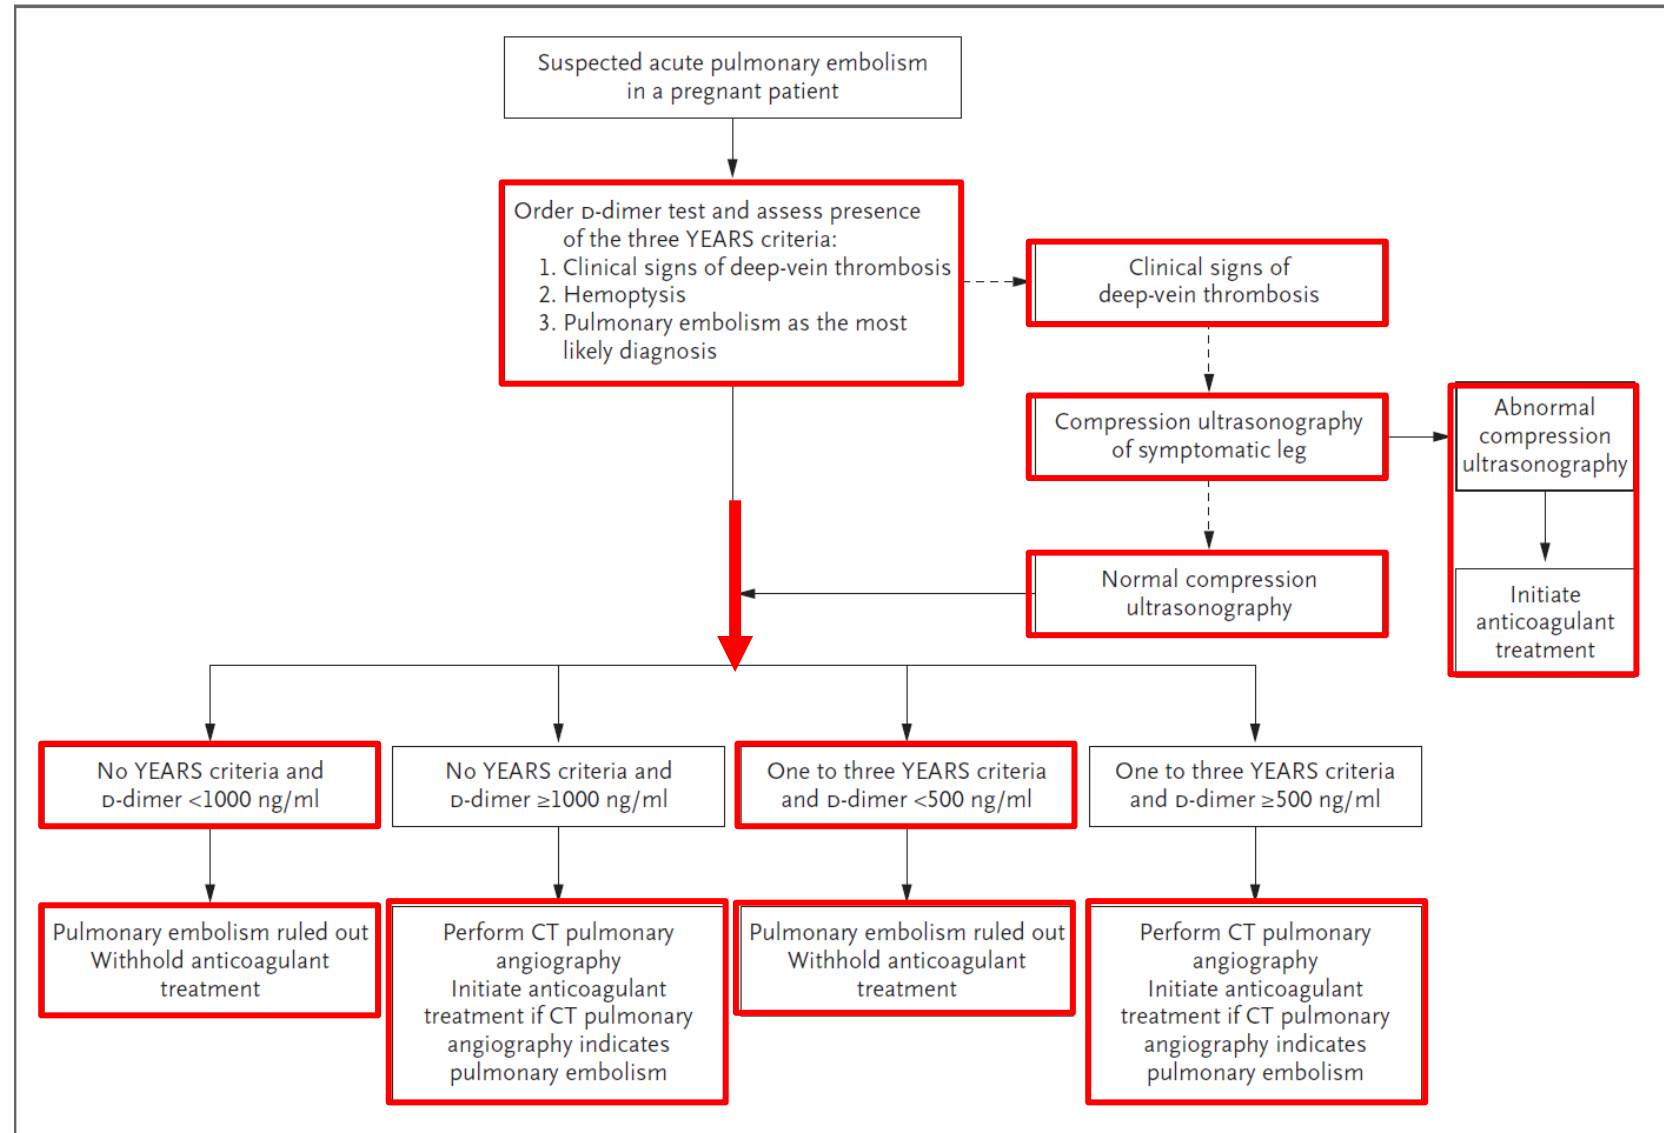 Suspected acute pulmonary embolism
in a pregnant patient
Order D-dimer test and assess presence
of the three YEARS criteria:
1. Clinical signs of deep-vein thrombosis
2. Hemoptysis
3. Pulmonary embolism as the most
likely diagnosis
Clinical signs of
deep-vein thrombosis
Compression ultrasonography
of symptomatic leg
Abnormal
compression
ultrasonography
Normal compression
ultrasonography
Initiate
anticoagulant
treatment
No YEARS criteria and
D-dimer <1000 ng/ml
No YEARS criteria and
D-dimer ≥1000 ng/ml
One to three YEARS criteria
and D-dimer <500 ng/ml
One to three YEARS criteria
and D-dimer ≥500 ng/ml
Pulmonary embolism ruled out
Withhold anticoagulant
treatment
Perform CT pulmonary
angiography
Initiate anticoagulant
treatment if CT pulmonary
angiography indicates
pulmonary embolism
Pulmonary embolism ruled out
Withhold anticoagulant
treatment
Perform CT pulmonary
angiography
Initiate anticoagulant
treatment if CT pulmonary
angiography indicates
pulmonary embolism